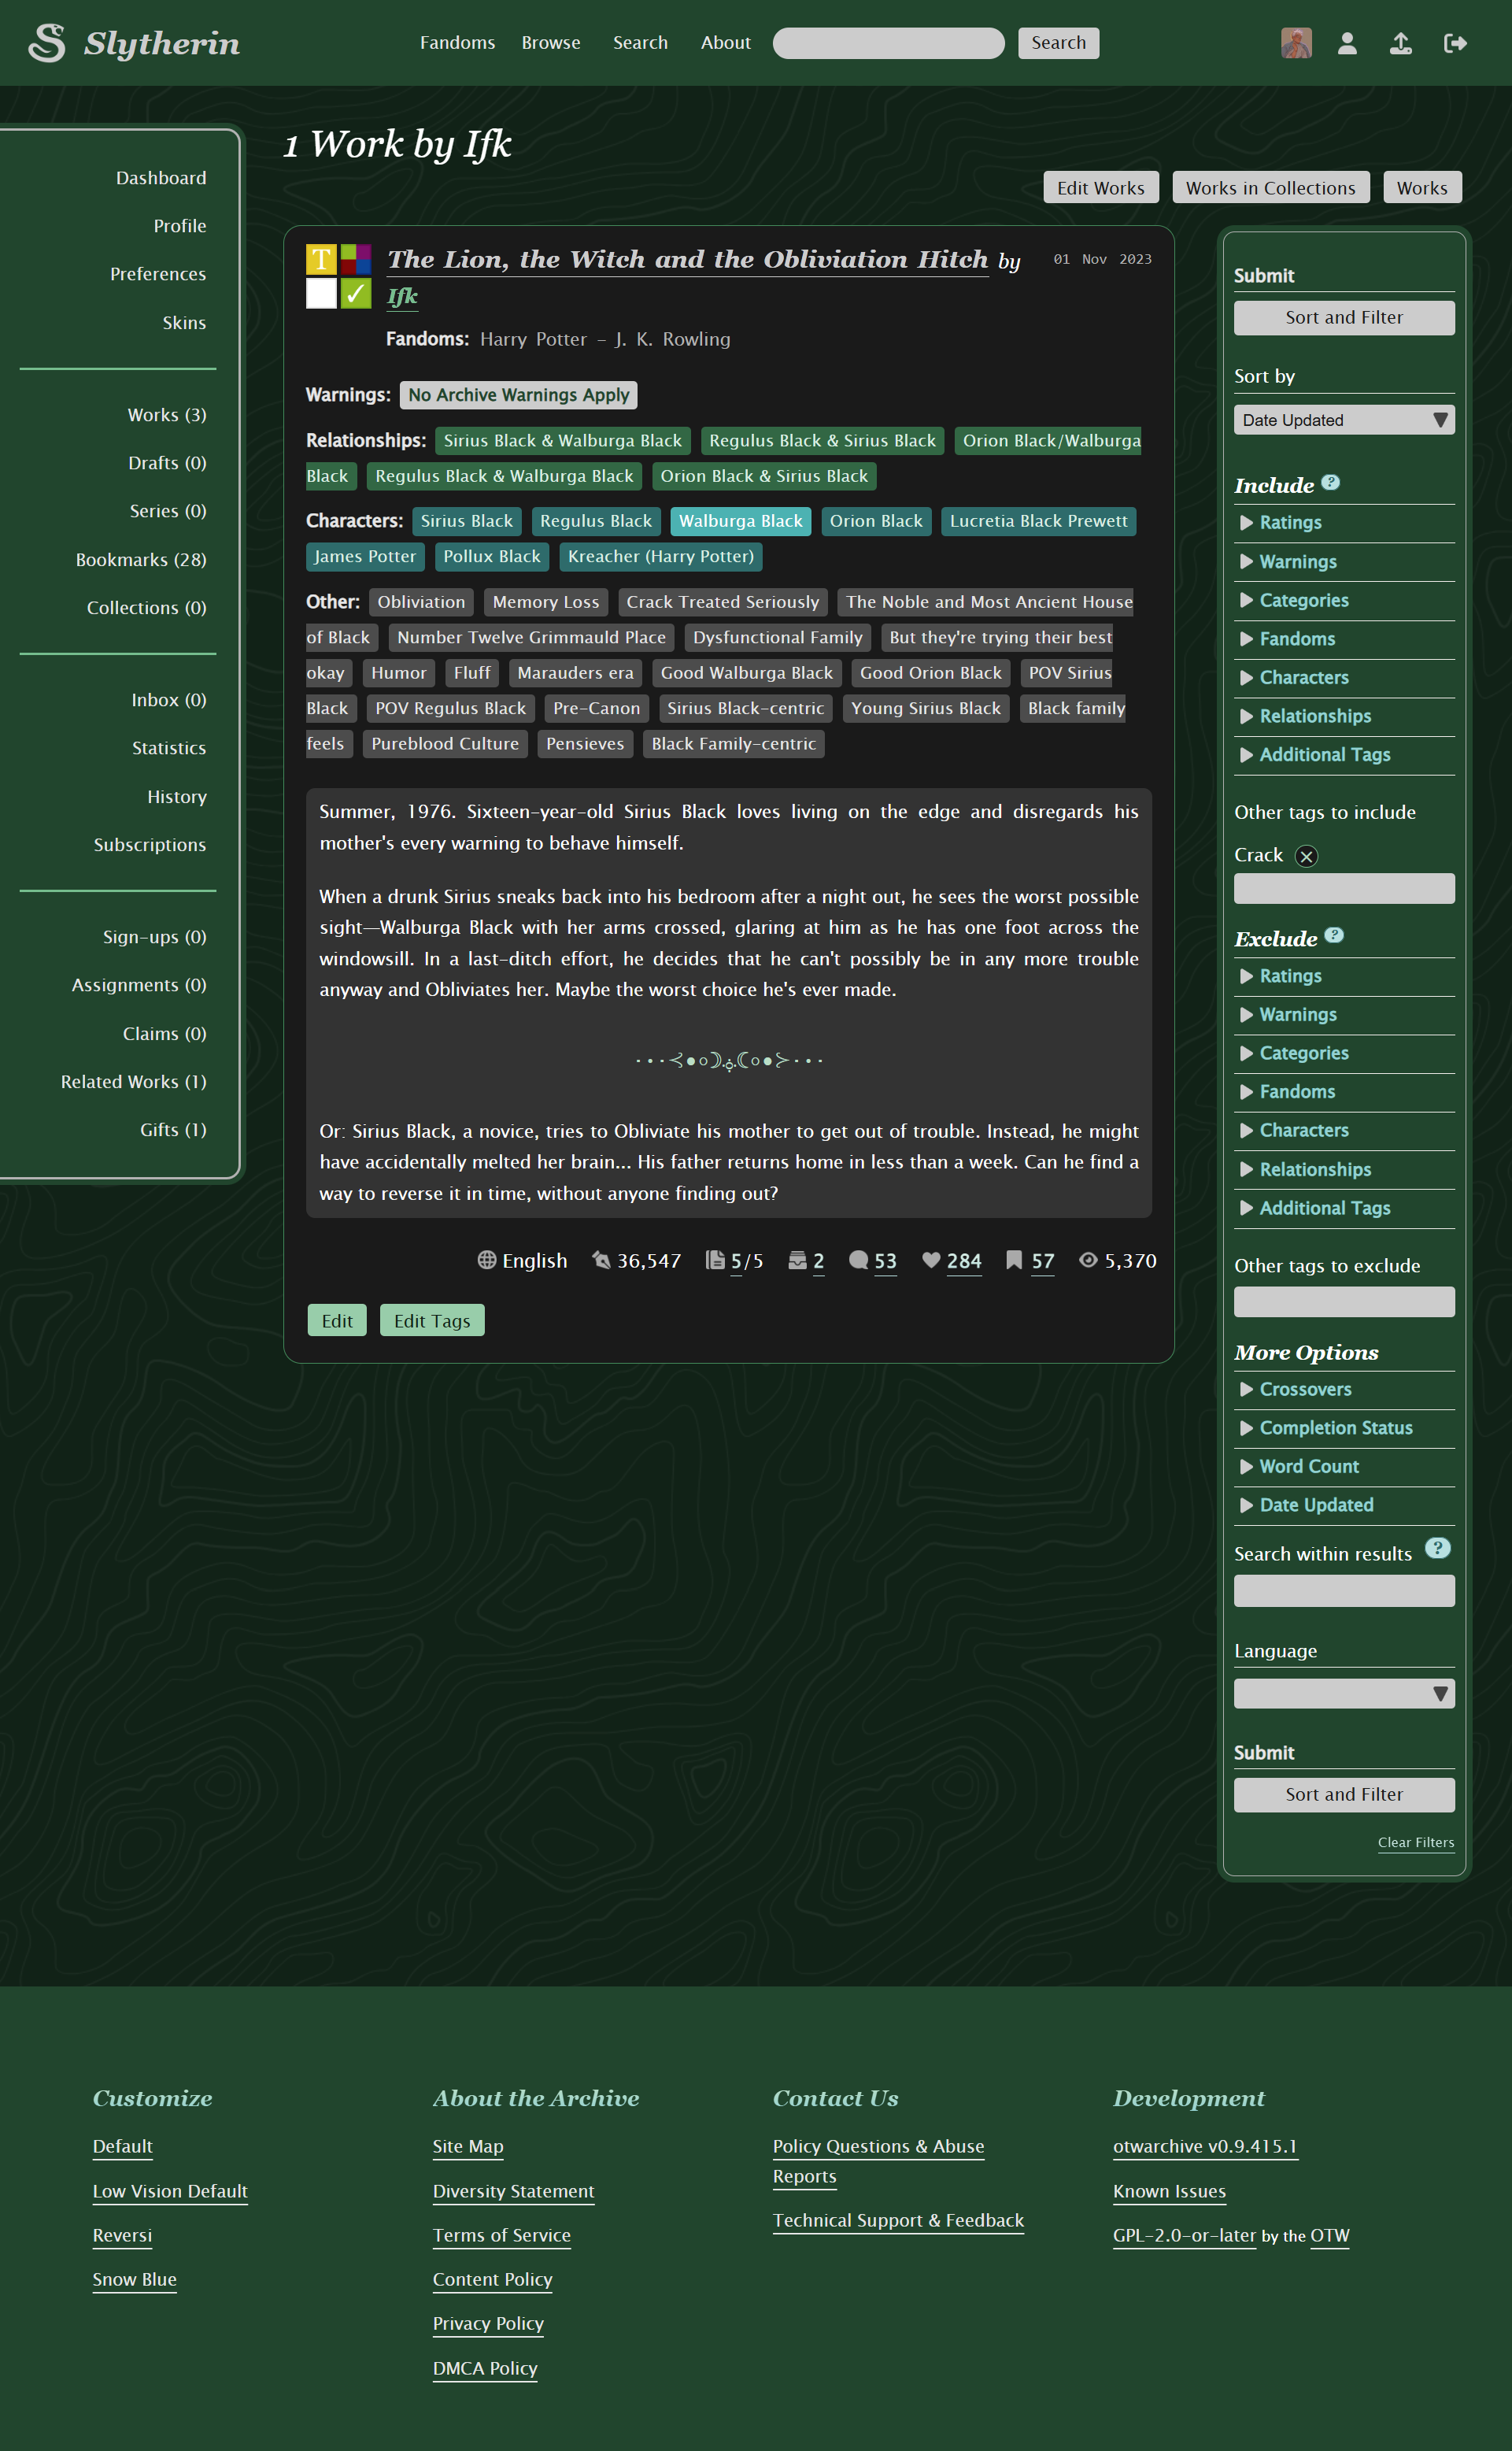 Slytherin
Fandoms Browse Search About Search
1 Work by Ifk
Edit Works Works in Collections Works
Dashboard
Profile
Preferences
Skins
Works (3)
Drafts (0)
Series (0)
Bookmarks (28)
Collections (0)
Inbox (0)
Statistics
History
Subscriptions
Sign-ups (0)
Assignments (0)
Claims (0)
Related Works (1)
Gifts (1)
T
✓
The Lion, the Witch and the Obliviation Hitch by
Ifk
01 Nov 2023
Fandoms: Harry Potter - J. K. Rowling
Warnings: No Archive Warnings Apply
Relationships: Sirius Black & Walburga Black Regulus Black & Sirius Black Orion Black/Walburga
Black Regulus Black & Walburga Black Orion Black & Sirius Black
Characters: Sirius Black Regulus Black Walburga Black Orion Black Lucretia Black Prewett
James Potter Pollux Black Kreacher (Harry Potter)
Other: Obliviation Memory Loss Crack Treated Seriously The Noble and Most Ancient House
of Black Number Twelve Grimmauld Place Dysfunctional Family But they're trying their best
okay Humor Fluff Marauders era Good Walburga Black Good Orion Black POV Sirius
Black POV Regulus Black Pre-Canon Sirius Black-centric Young Sirius Black Black family
feels Pureblood Culture Pensieves Black Family-centric
Summer, 1976. Sixteen-year-old Sirius Black loves living on the edge and disregards his
mother's every warning to behave himself.
When a drunk Sirius sneaks back into his bedroom after a night out, he sees the worst possible
sight—Walburga Black with her arms crossed, glaring at him as he has one foot across the
windowsill. In a last-ditch effort, he decides that he can't possibly be in any more trouble
anyway and Obliviates her. Maybe the worst choice he's ever made.
Or: Sirius Black, a novice, tries to Obliviate his mother to get out of trouble. Instead, he might
have accidentally melted her brain... His father returns home in less than a week. Can he find a
way to reverse it in time, without anyone finding out?
English 36,547 5/5 2 53 284 57 5,370
Edit Edit Tags
Submit
Sort and Filter
Sort by
Date Updated
Include ?
Ratings
Warnings
Categories
Fandoms
Characters
Relationships
Additional Tags
Other tags to include
Crack
Exclude ?
Ratings
Warnings
Categories
Fandoms
Characters
Relationships
Additional Tags
Other tags to exclude
More Options
Crossovers
Completion Status
Word Count
Date Updated
Search within results ?
Language
Submit
Sort and Filter
Clear Filters
Customize
Default
Low Vision Default
Reversi
Snow Blue
About the Archive
Site Map
Diversity Statement
Terms of Service
Content Policy
Privacy Policy
DMCA Policy
Contact Us
Policy Questions & Abuse
Reports
Technical Support & Feedback
Development
otwarchive v0.9.415.1
Known Issues
GPL-2.0-or-later by the OTW